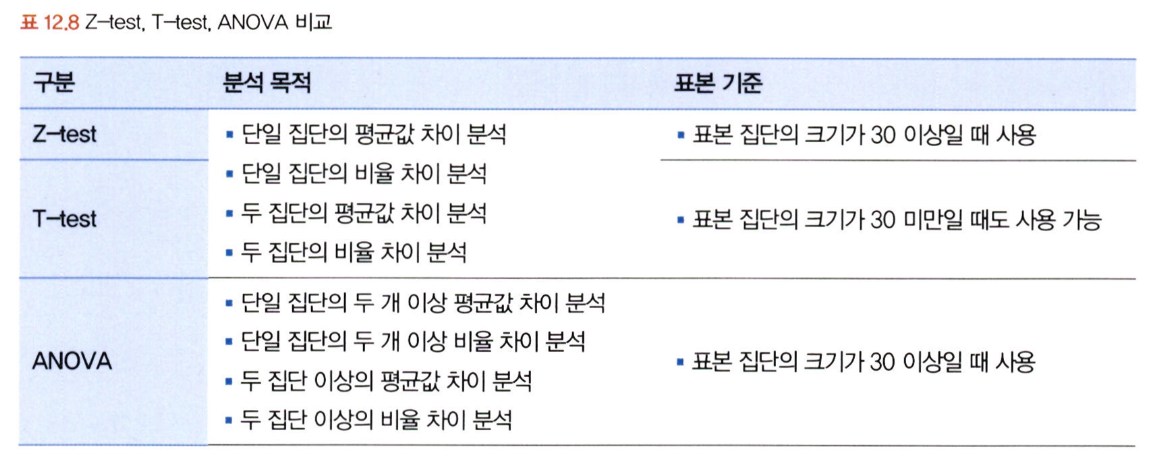 표 12.8 Z-test, T-test, ANOVA 비교
구분 분석 목적 표본 기준
Z-test
▪ 단일 집단의 평균값 차이 분석
▪ 표본 집단의 크기가 30 이상일 때 사용
▪ 단일 집단의 비율 차이 분석
T-test
▪ 두 집단의 평균값 차이 분석
▪ 표본 집단의 크기가 30 미만일 때도 사용 가능
▪ 두 집단의 비율 차이 분석
ANOVA
▪ 단일 집단의 두 개 이상 평균값 차이 분석
▪ 단일 집단의 두 개 이상 비율 차이 분석
▪ 두 집단 이상의 평균값 차이 분석
▪ 두 집단 이상의 비율 차이 분석
▪ 표본 집단의 크기가 30 이상일 때 사용